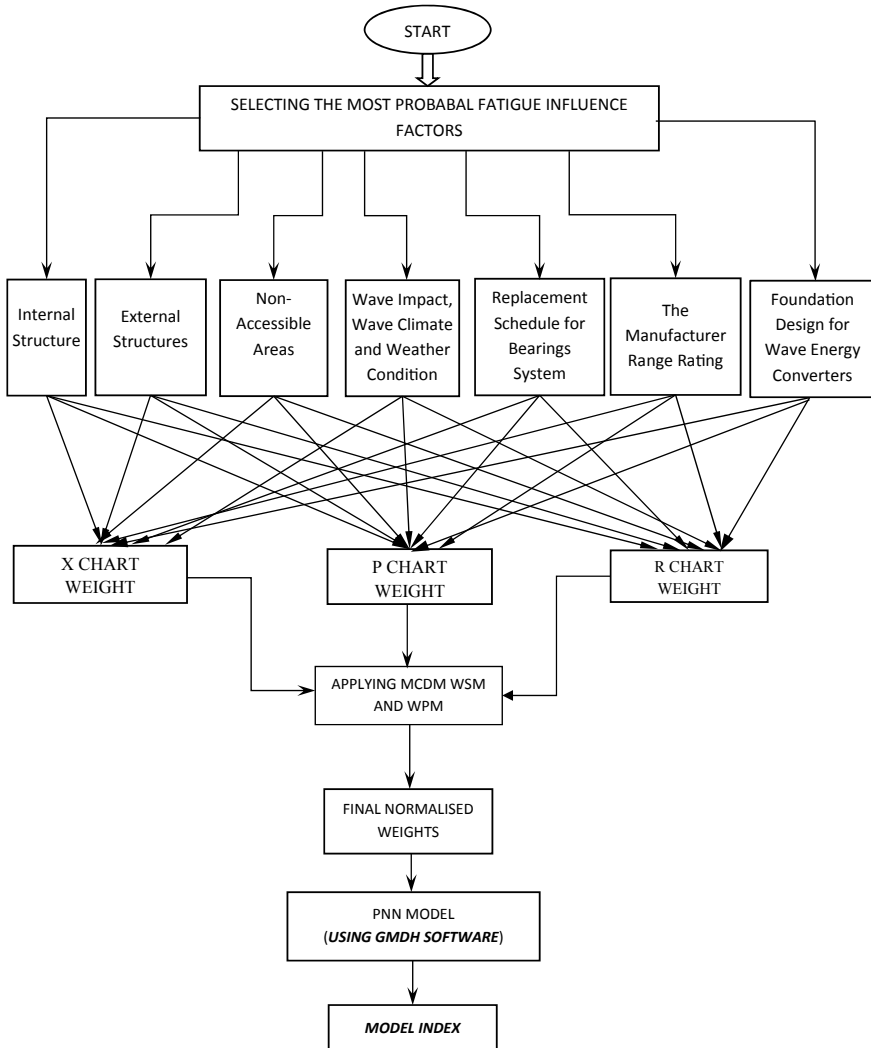 START
SELECTING THE MOST PROBABAL FATIGUE INFLUENCE
FACTORS
Internal
Structure
External
Structures
Non-
Accessible
Areas
Wave Impact,
Wave Climate
and Weather
Condition
Replacement
Schedule for
Bearings
System
The
Manufacturer
Range Rating
Foundation
Design for
Wave Energy
Converters
X CHART
WEIGHT
P CHART
WEIGHT
R CHART
WEIGHT
APPLYING MCDM WSM
AND WPM
FINAL NORMALISED
WEIGHTS
PNN MODEL
(USING GMDH SOFTWARE)
MODEL INDEX